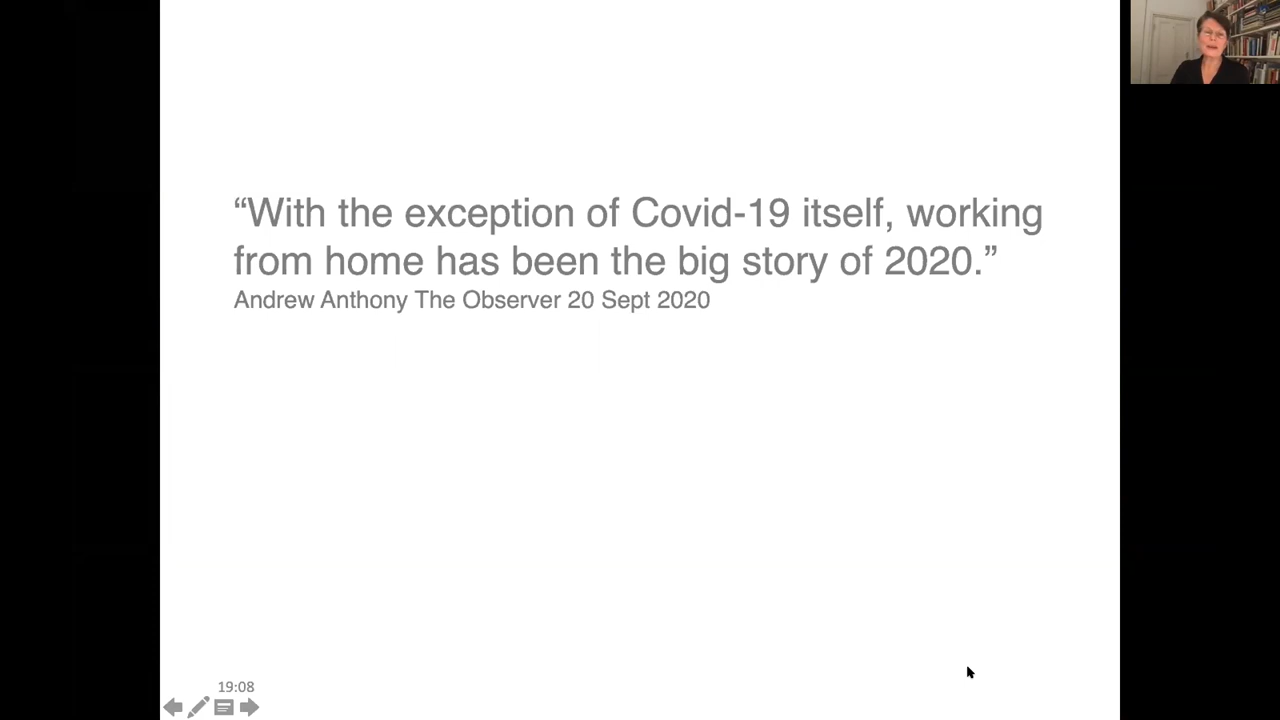 “With the exception of Covid-19 itself, working
from home has been the big story of 2020.”
Andrew Anthony The Observer 20 Sept 2020
19:08